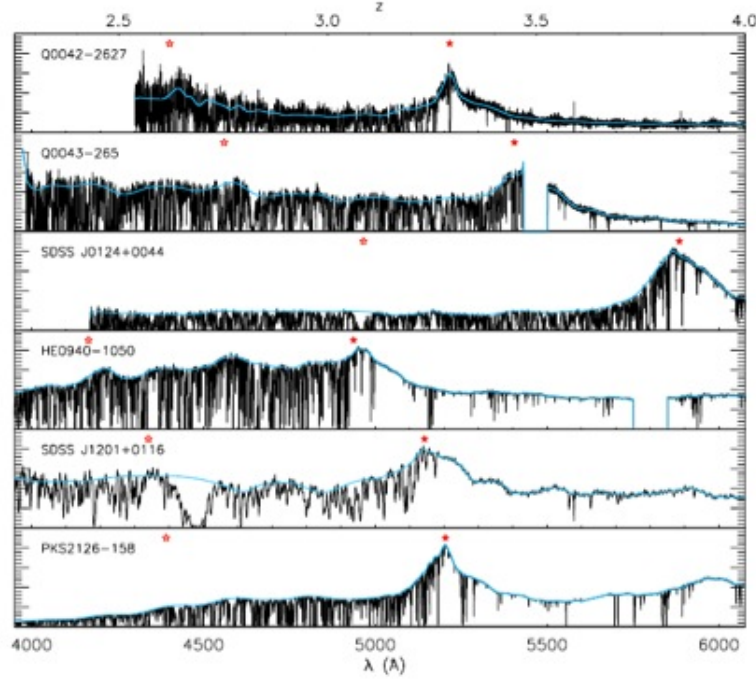 z
2.5 3.0 3.5 4.0
Q0042-2627
Q0043-265
SDSS J0124+0044
HE0940-1050
SDSS J1201+0116
PKS2126-158
4000 4500 5000 5500 6000
λ (Å)